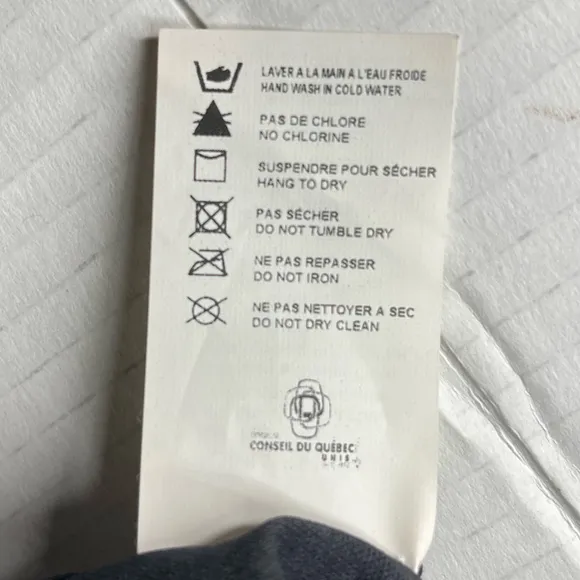 LAVER A LA MAIN A L'EAU FROIDE
HAND WASH IN COLD WATER
PAS DE CHLORE
NO CHLORINE
SUSPENDRE POUR SÉCHER
HANG TO DRY
PAS SÉCHER
DO NOT TUMBLE DRY
NE PAS REPASSER
DO NOT IRON
NE PAS NETTOYER A SEC
DO NOT DRY CLEAN
CONSEIL DU QUÉBEC
UNIS